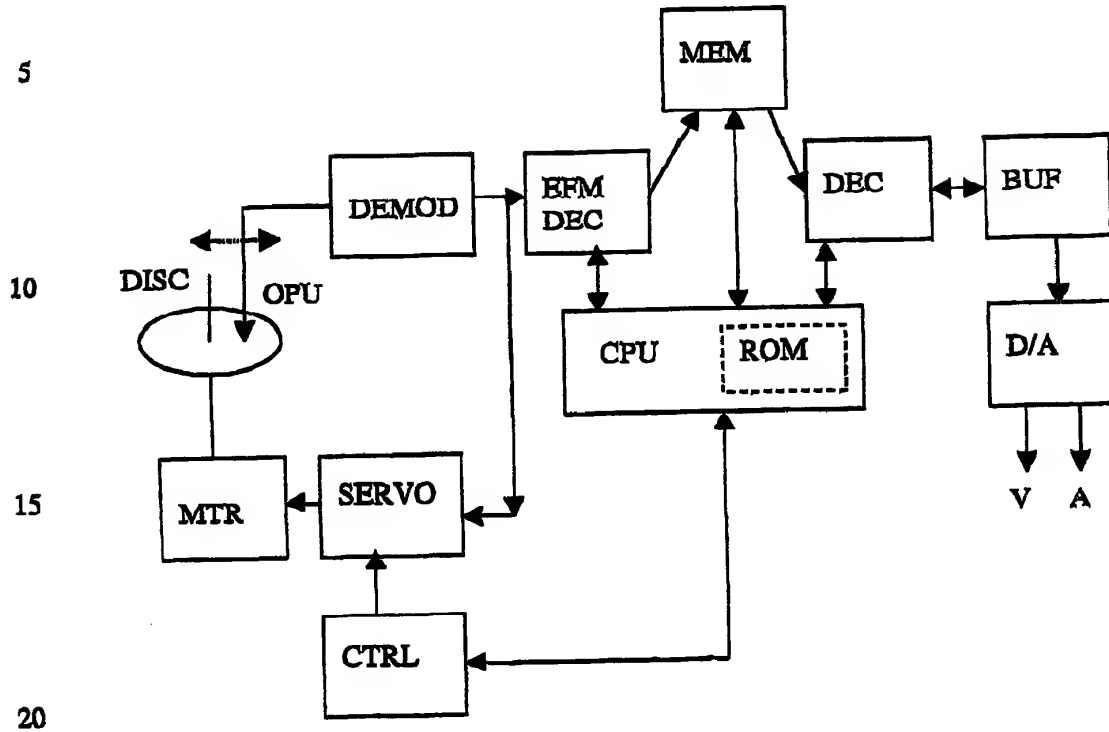 MEM
5
DEMOD
EFM
DEC
DEC
BUF
DISC
OPU
10
CPU
ROM
D/A
MTR
SERVO
15
V
A
CTRL
20